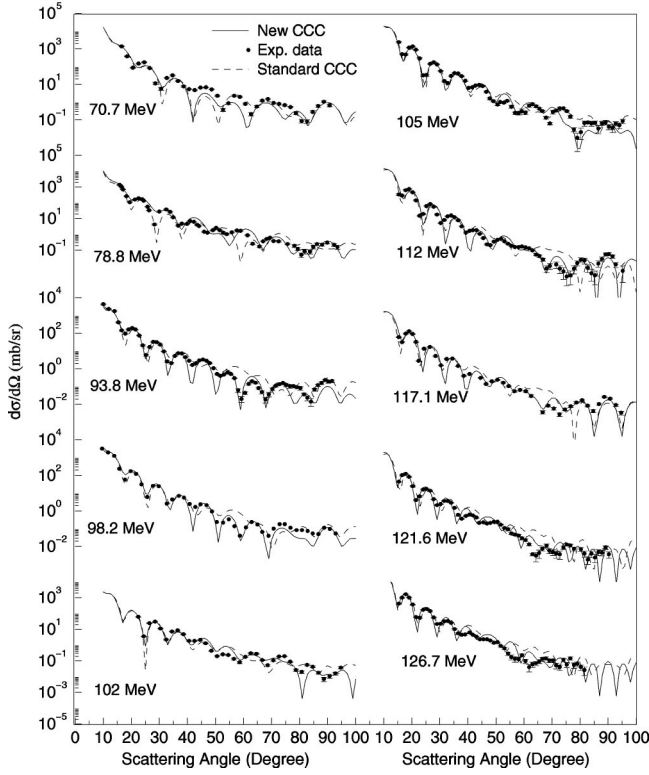 10^5
New CCC
Exp. data
Standard CCC
10^3
10^1
10^-1
70.7 MeV
105 MeV
10^5
10^3
10^1
10^-1
78.8 MeV
112 MeV
10^4
10^2
10^0
10^-2
93.8 MeV
117.1 MeV
dσ/dΩ (mb/sr)
10^4
10^2
10^0
10^-2
98.2 MeV
121.6 MeV
10^3
10^1
10^-1
10^-3
10^-5
102 MeV
126.7 MeV
0 10 20 30 40 50 60 70 80 90 100 10 20 30 40 50 60 70 80 90 100
Scattering Angle (Degree) Scattering Angle (Degree)